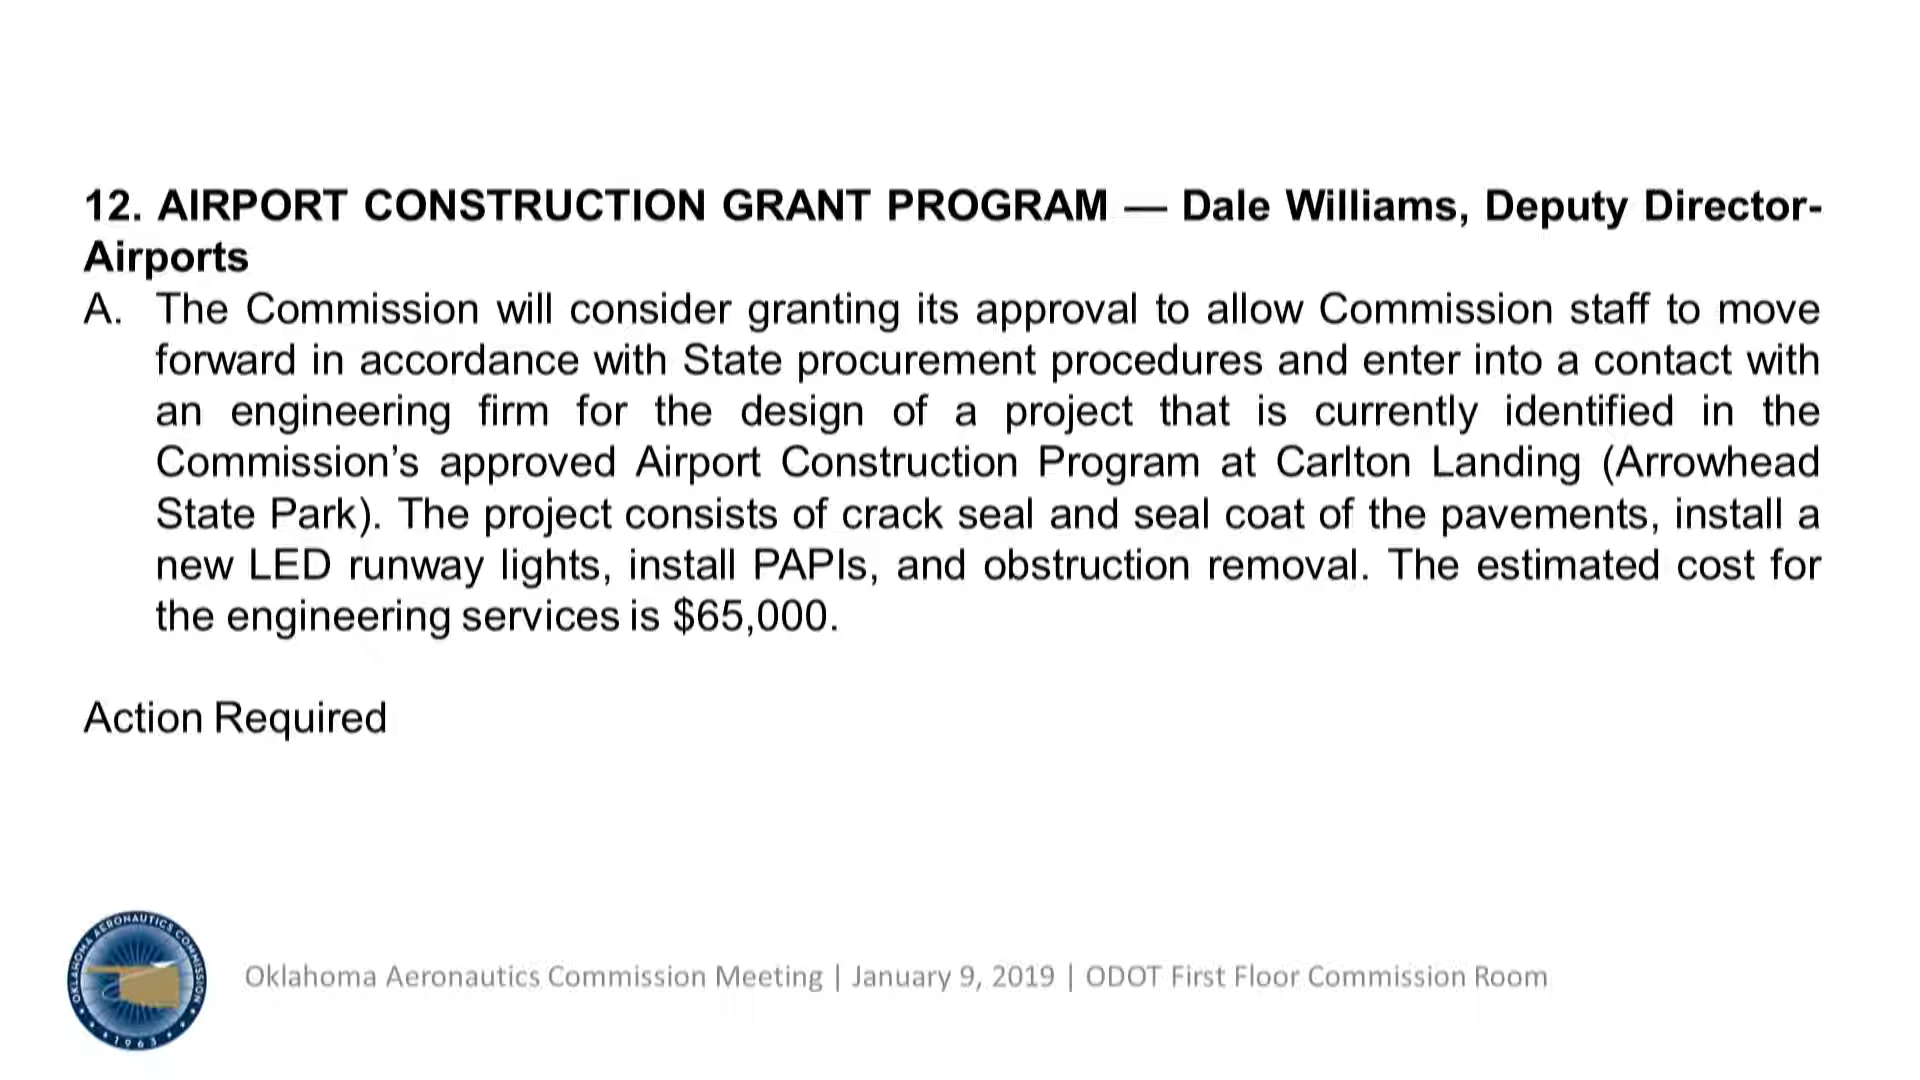 12. AIRPORT CONSTRUCTION GRANT PROGRAM — Dale Williams, Deputy Director-
Airports
A. The Commission will consider granting its approval to allow Commission staff to move
forward in accordance with State procurement procedures and enter into a contact with
an engineering firm for the design of a project that is currently identified in the
Commission’s approved Airport Construction Program at Carlton Landing (Arrowhead
State Park). The project consists of crack seal and seal coat of the pavements, install a
new LED runway lights, install PAPIs, and obstruction removal. The estimated cost for
the engineering services is $65,000.
Action Required
OKLAHOMA AERONAUTICS COMMISSION
1963
Oklahoma Aeronautics Commission Meeting | January 9, 2019 | ODOT First Floor Commission Room